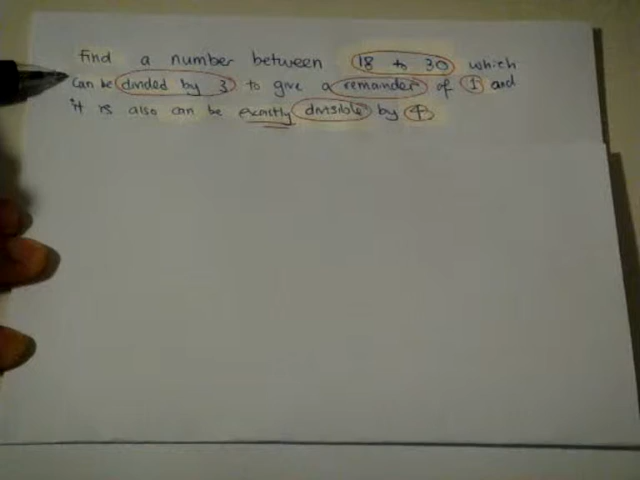 find a number between 18 to 30 which
can be divided by 3 to give a remainder of 1 and
it is also can be exactly divisible by 4